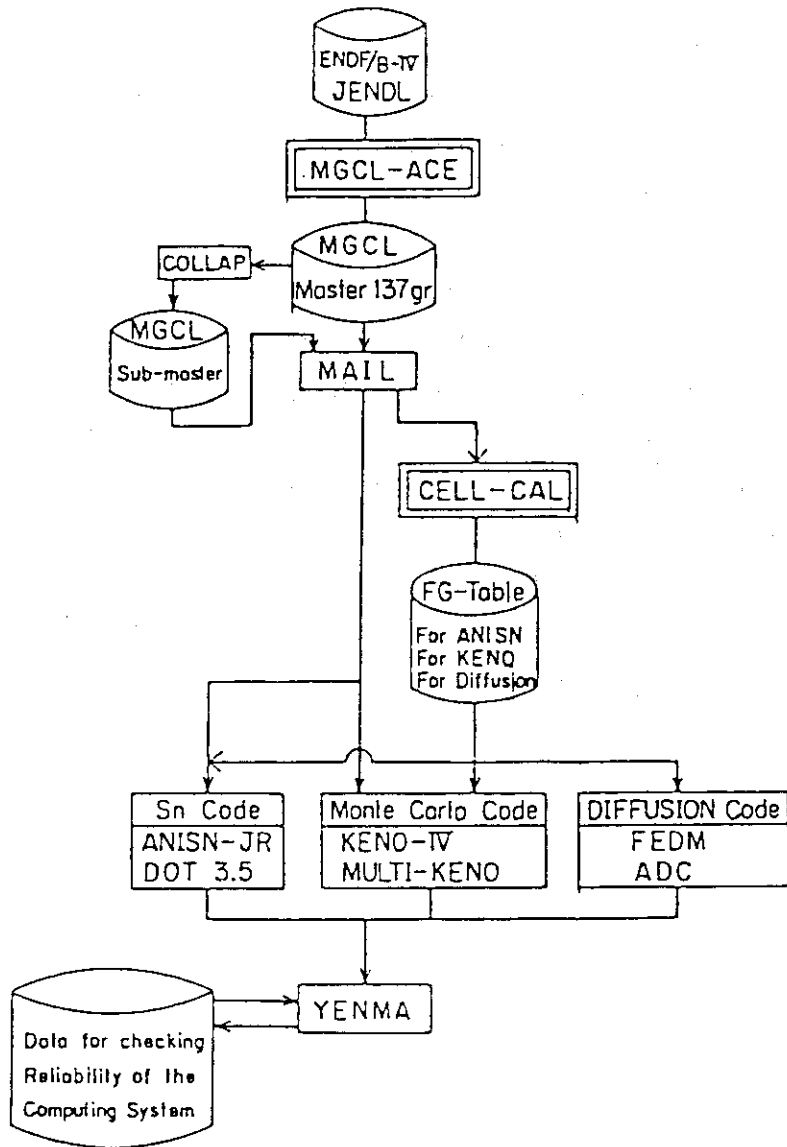 ENDF/B-IV
JENDL
MGCL-ACE
MGCL
Master 137gr.
COLLAP
MGCL
Sub-master
MAIL
CELL-CAL
FG-Table
For ANISN
For KENO
For Diffusion
Sn Code
ANISN-JR
DOT 3.5
Monte Carlo Code
KENO-IV
MULTI-KENO
DIFFUSION Code
FEDM
ADC
YENMA
Data for checking
Reliability of the
Computing System